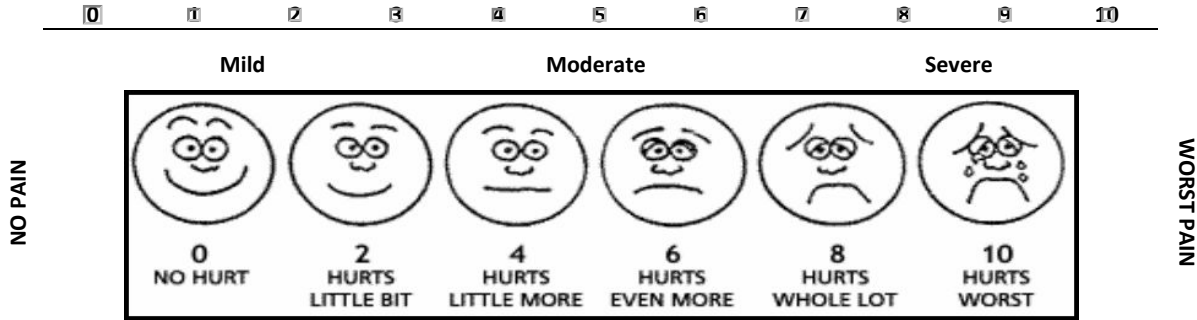 0 1 2 3 4 5 6 7 8 9 10
Mild Moderate Severe
NO PAIN
WORST PAIN
0 2 4 6 8 10
NO HURT HURTS HURTS HURTS HURTS HURTS
LITTLE BIT LITTLE MORE EVEN MORE WHOLE LOT WORST